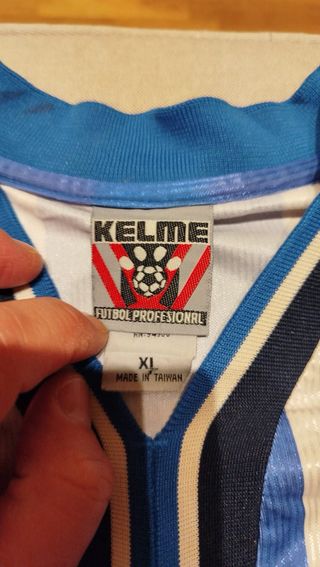 KELME
FUTBOL PROFESIONAL
XL
MADE IN TAIWAN